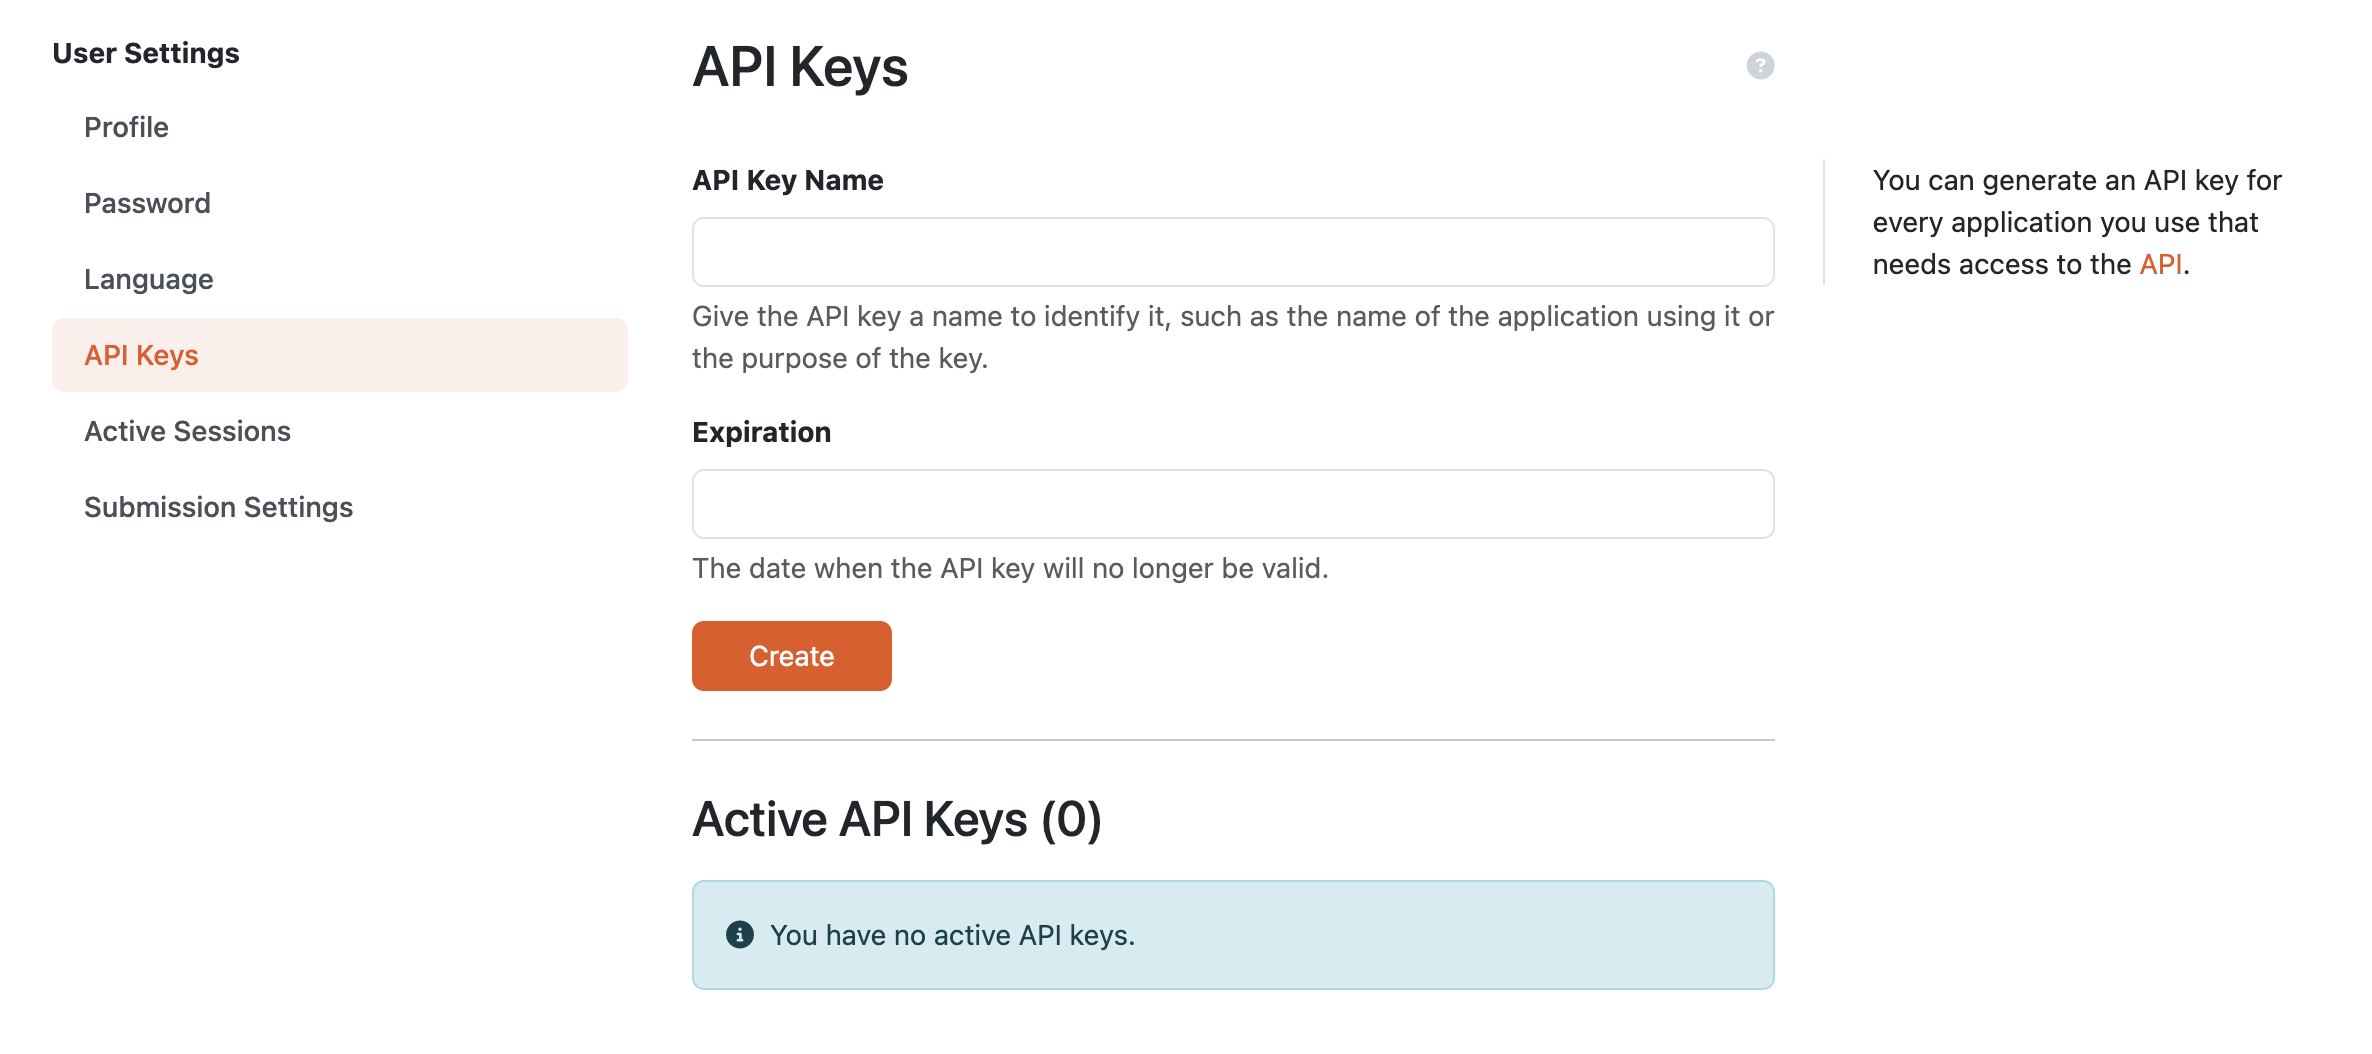 User Settings
Profile
Password
Language
API Keys
Active Sessions
Submission Settings
API Keys
?
API Key Name
Give the API key a name to identify it, such as the name of the application using it or
the purpose of the key.
Expiration
The date when the API key will no longer be valid.
Create
You can generate an API key for
every application you use that
needs access to the API.
Active API Keys (0)
You have no active API keys.